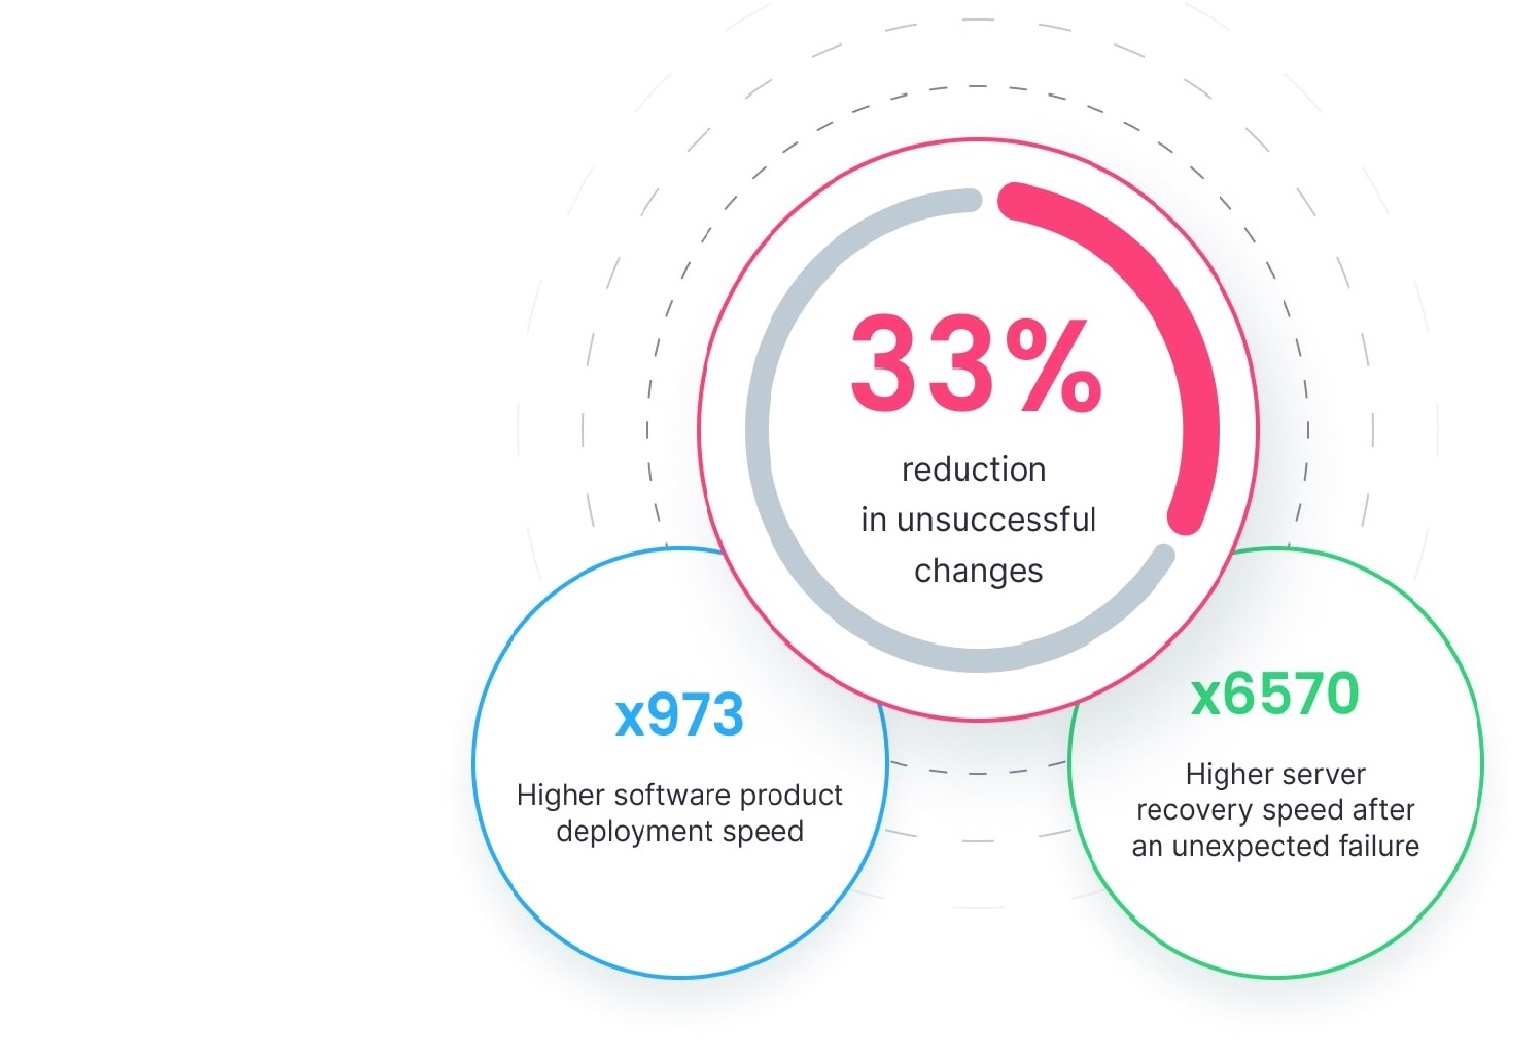 33%
reduction
in unsuccessful
changes
x973
Higher software product
deployment speed
x6570
Higher server
recovery speed after
an unexpected failure